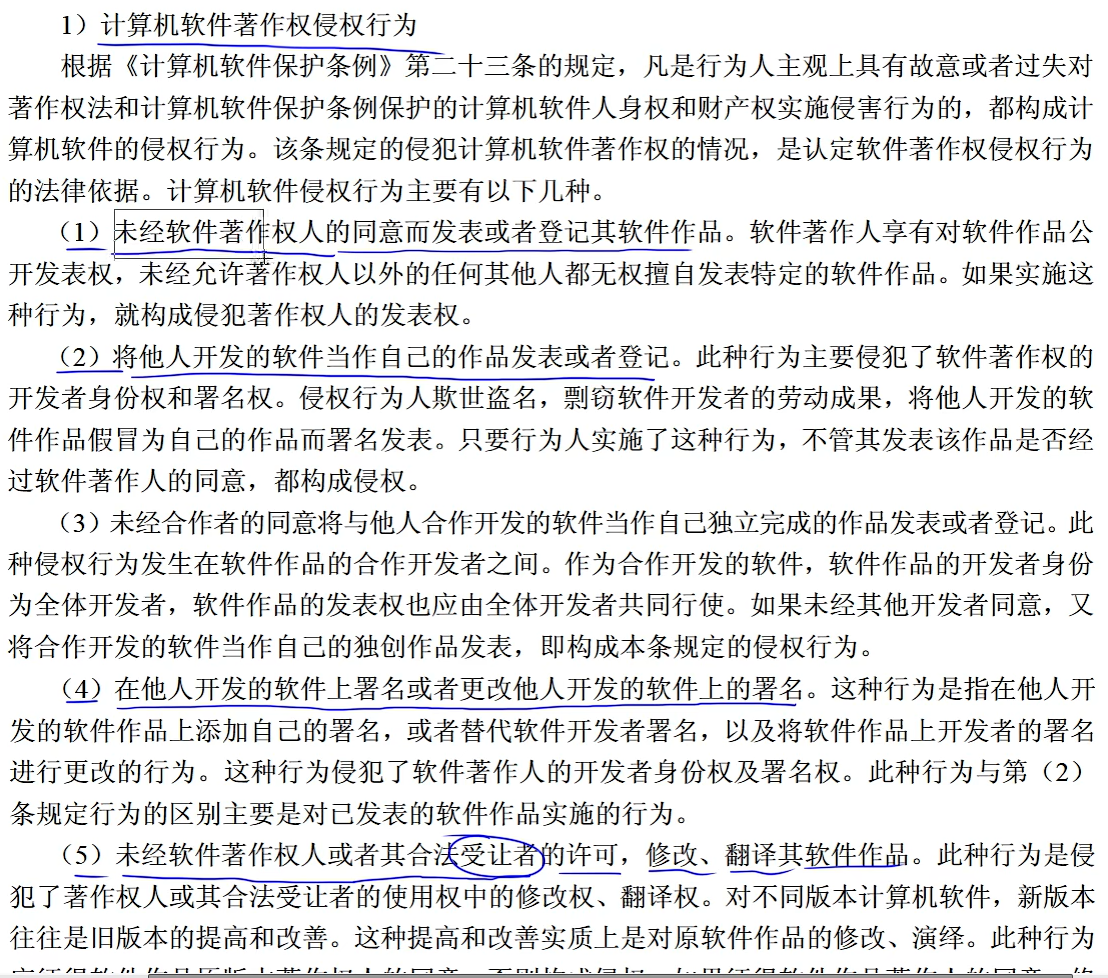 1）计算机软件著作权侵权行为
根据《计算机软件保护条例》第二十三条的规定，凡是行为人主观上具有故意或者过失对
著作权法和计算机软件保护条例保护的计算机软件人身权和财产权实施侵害行为的，都构成计
算机软件的侵权行为。该条规定的侵犯计算机软件著作权的情况，是认定软件著作权侵权行为
的法律依据。计算机软件侵权行为主要有以下几种。
（1）未经软件著作权人的同意而发表或者登记其软件作品。软件著作人享有对软件作品公
开发表权，未经允许著作权人以外的任何其他人都无权擅自发表特定的软件作品。如果实施这
种行为，就构成侵犯著作权人的发表权。
（2）将他人开发的软件当作自己的作品发表或者登记。此种行为主要侵犯了软件著作权的
开发者身份权和署名权。侵权行为人欺世盗名，剽窃软件开发者的劳动成果，将他人开发的软
件作品假冒为自己的作品而署名发表。只要行为人实施了这种行为，不管其发表该作品是否经
过软件著作人的同意，都构成侵权。
（3）未经合作者的同意将与他人合作开发的软件当作自己独立完成的作品发表或者登记。此
种侵权行为发生在软件作品的合作开发者之间。作为合作开发的软件，软件作品的开发者身份
为全体开发者，软件作品的发表权也应由全体开发者共同行使。如果未经其他开发者同意，又
将合作开发的软件当作自己的独创作品发表，即构成本条规定的侵权行为。
（4）在他人开发的软件上署名或者更改他人开发的软件上的署名。这种行为是指在他人开
发的软件作品上添加自己的署名，或者替代软件开发者署名，以及将软件作品上开发者的署名
进行更改的行为。这种行为侵犯了软件著作人的开发者身份权及署名权。此种行为与第（2）
条规定行为的区别主要是对已发表的软件作品实施的行为。
（5）未经软件著作权人或者其合法受让者的许可，修改、翻译其软件作品。此种行为是侵
犯了著作权人或其合法受让者的使用权中的修改权、翻译权。对不同版本计算机软件，新版本
往往是旧版本的提高和改善。这种提高和改善实质上是对原软件作品的修改、演绎。此种行为